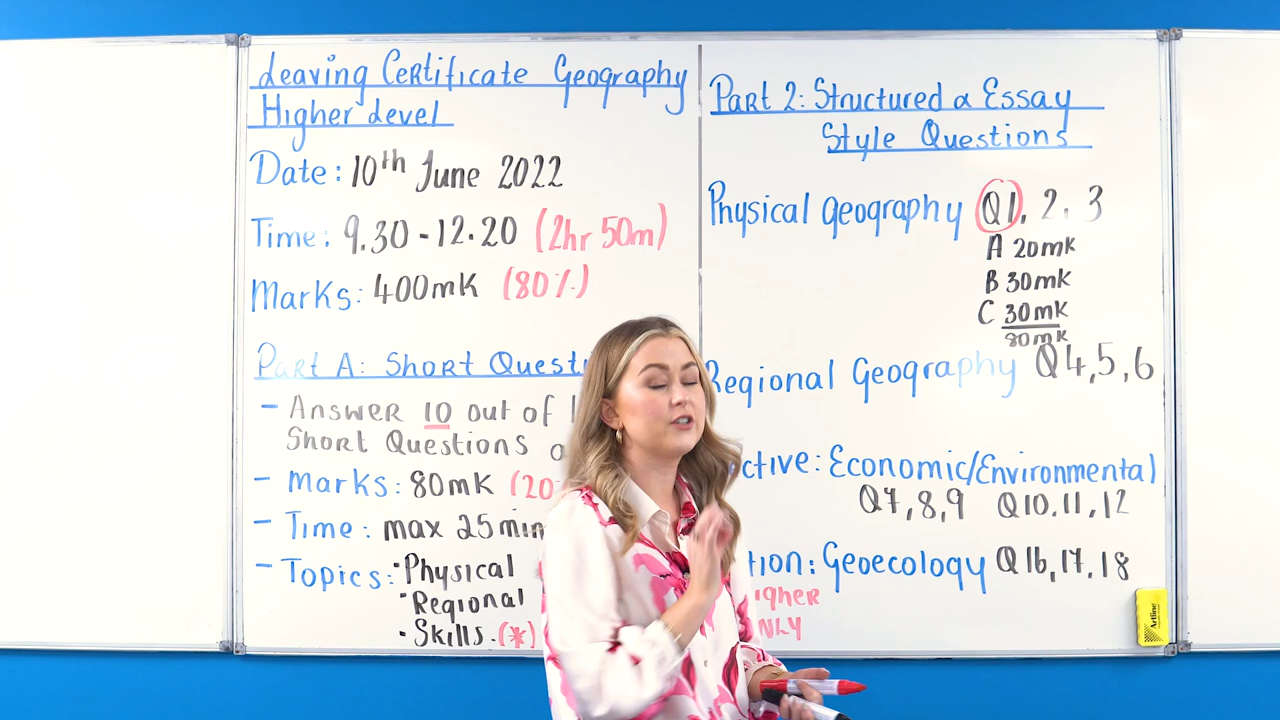 Leaving Certificate Geography
Higher Level
Date: 10th June 2022
Time: 9.30 - 12.20 (2hr 50m)
Marks: 400mk (80%)
Part A: Short
- Answer 10 out of
Short Questions
- Marks: 80mk (20
- Time: max 25min
- Topics: • Physical
• Regional
• Skills (*)
Part 2: Structured & Essay
Style Questions
Physical Geography Q1, 2, 3
A 20mk
B 30mk
C 30mk
80mk
Regional Geography Q4,5,6
ctive: Economic/Environmental
Q7,8,9 Q10,11,12
tion: Geoecology Q16,17,18
igher
NLY
Artline